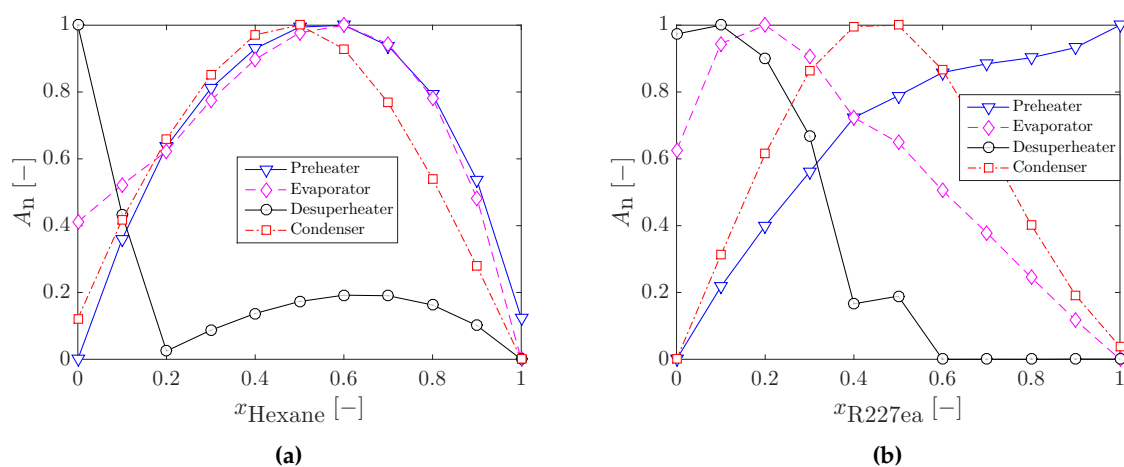 1
0.8
0.6
0.4
0.2
0
A_n [−]
0 0.2 0.4 0.6 0.8 1
x_Hexane [−]
Preheater
Evaporator
Desuperheater
Condenser
(a)
1
0.8
0.6
0.4
0.2
0
A_n [−]
0 0.2 0.4 0.6 0.8 1
x_R227ea [−]
Preheater
Evaporator
Desuperheater
Condenser
(b)